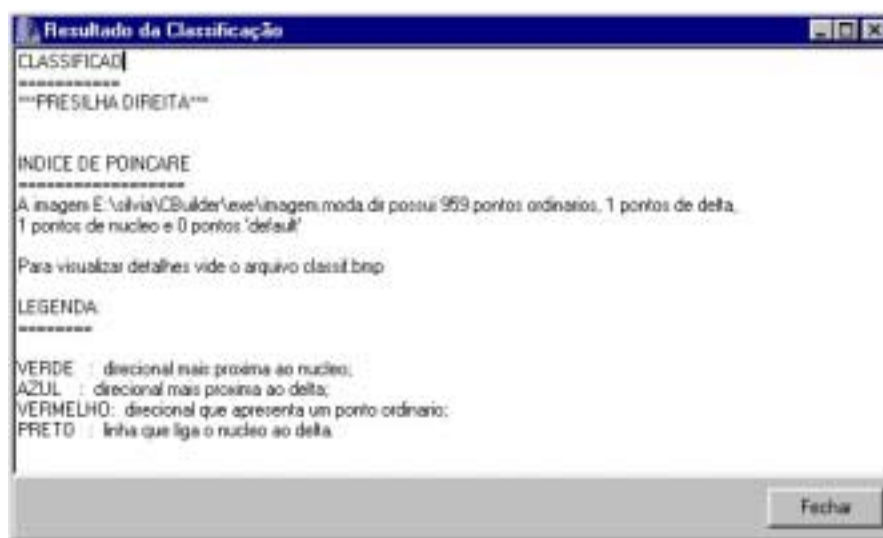 Resultado da Classificação
CLASSIFICAD
===========
***PRESILHA DIREITA***
INDICE DE POINCARE
==================
A imagem E:\silvia\CBuilder\exe\imagem.moda.dir possui 959 pontos ordinarios, 1 pontos de delta,
1 pontos de nucleo e 0 pontos 'default'
Para visualizar detalhes vide o arquivo classif.bmp
LEGENDA:
========
VERDE : direcional mais proxima ao nucleo;
AZUL : direcional mais proxima ao delta;
VERMELHO: direcional que apresenta um ponto ordinario;
PRETO : linha que liga o nucleo ao delta.
Fechar